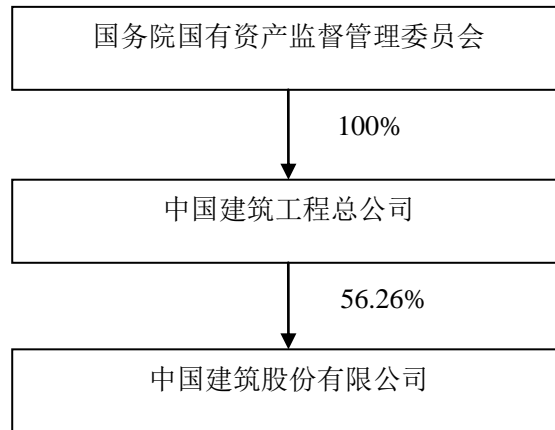 国务院国有资产监督管理委员会
100%
中国建筑工程总公司
56.26%
中国建筑股份有限公司